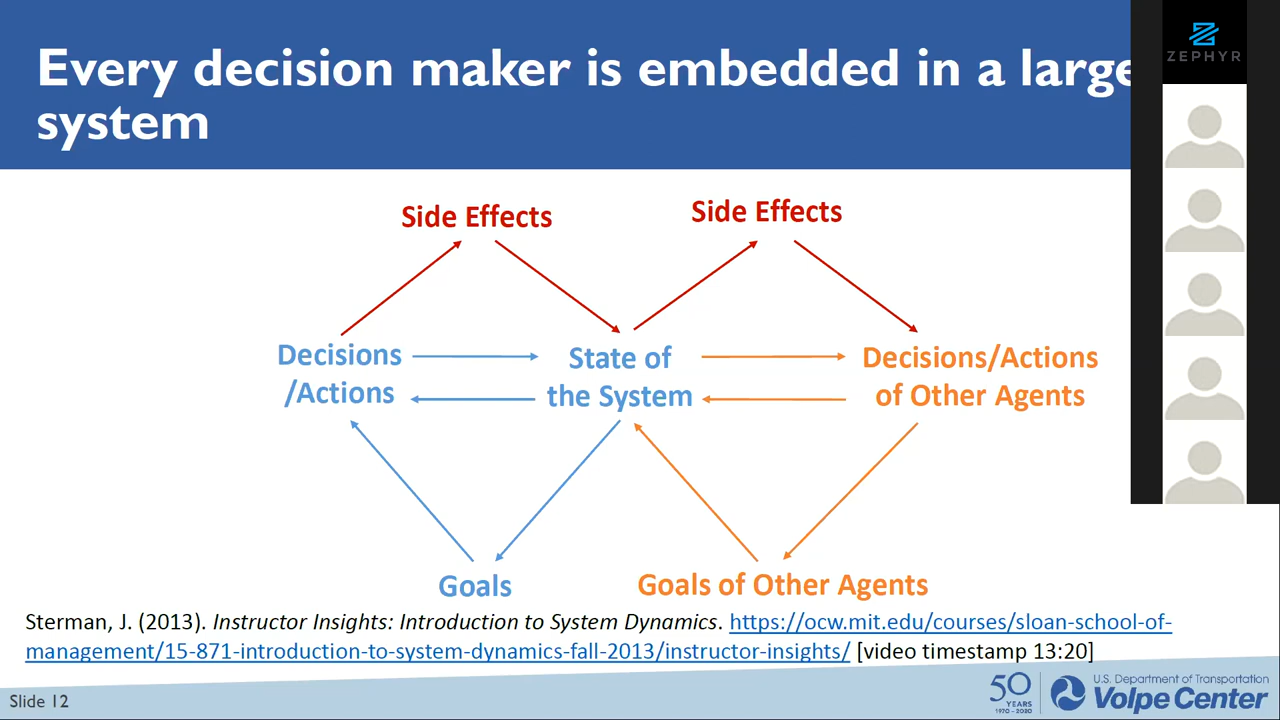 Every decision maker is embedded in a large
system
ZEPHYR
Side Effects
Side Effects
Decisions
/Actions
State of
the System
Decisions/Actions
of Other Agents
Goals
Goals of Other Agents
Sterman, J. (2013). Instructor Insights: Introduction to System Dynamics. https://ocw.mit.edu/courses/sloan-school-of-
management/15-871-introduction-to-system-dynamics-fall-2013/instructor-insights/ [video timestamp 13:20]
Slide 12
50
YEARS
1970 - 2020
U.S. Department of Transportation
Volpe Center